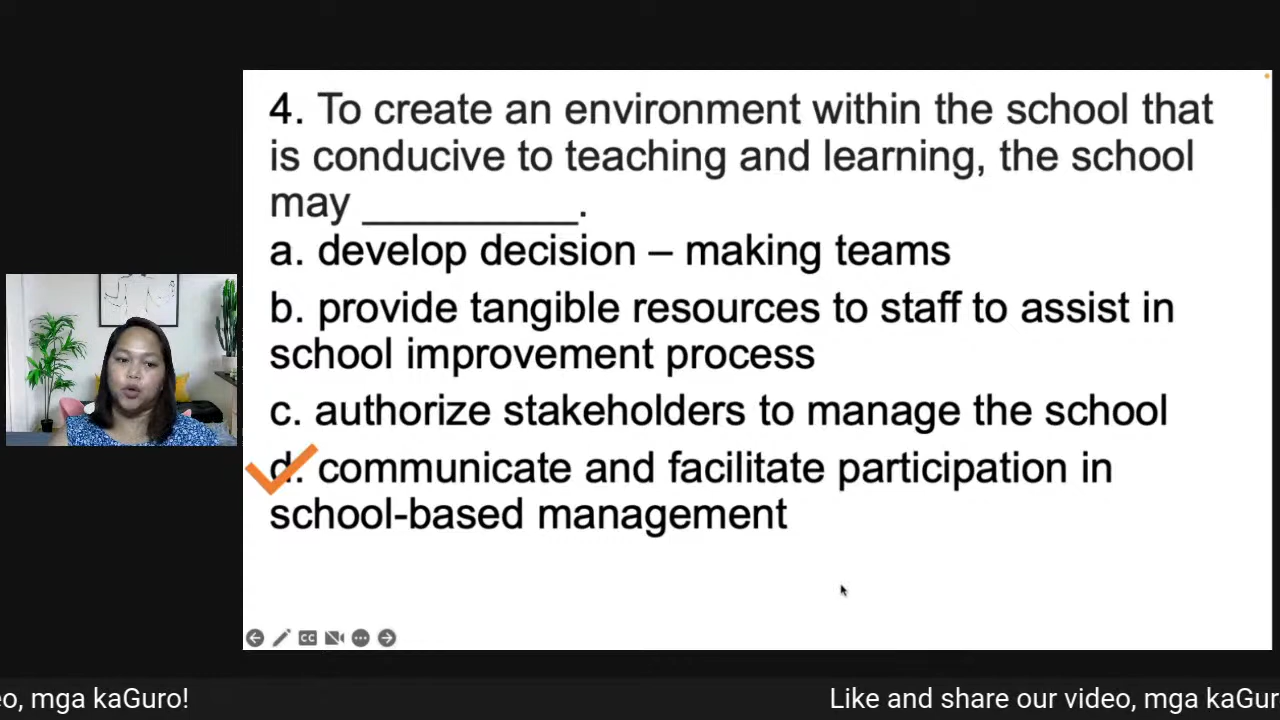 4. To create an environment within the school that
is conducive to teaching and learning, the school
may __________.
a. develop decision – making teams
b. provide tangible resources to staff to assist in
school improvement process
c. authorize stakeholders to manage the school
d. communicate and facilitate participation in
school-based management
CC
eo, mga kaGuro!
Like and share our video, mga kaGur